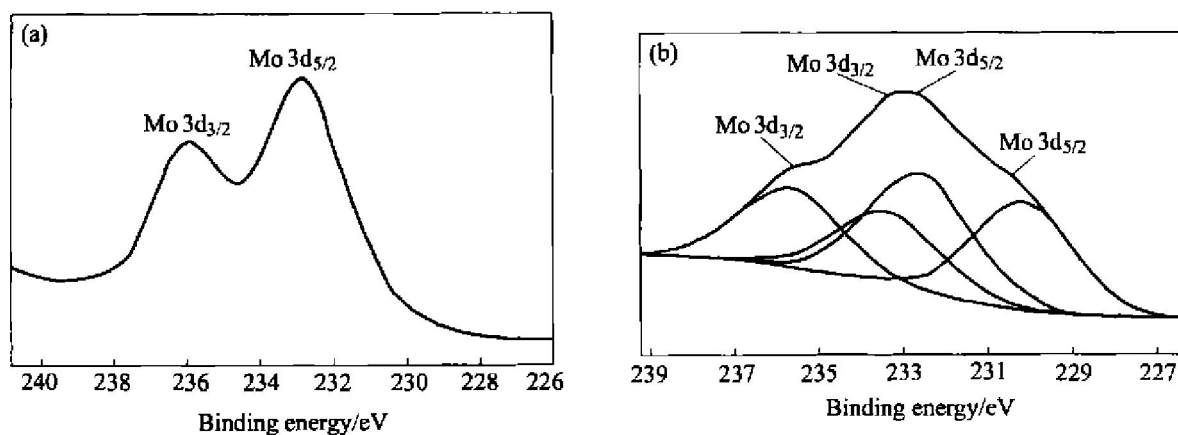 (a)
Mo 3d5/2
Mo 3d3/2
240 238 236 234 232 230 228 226
Binding energy/eV
(b)
Mo 3d3/2 Mo 3d5/2
Mo 3d3/2
Mo 3d5/2
239 237 235 233 231 229 227
Binding energy/eV